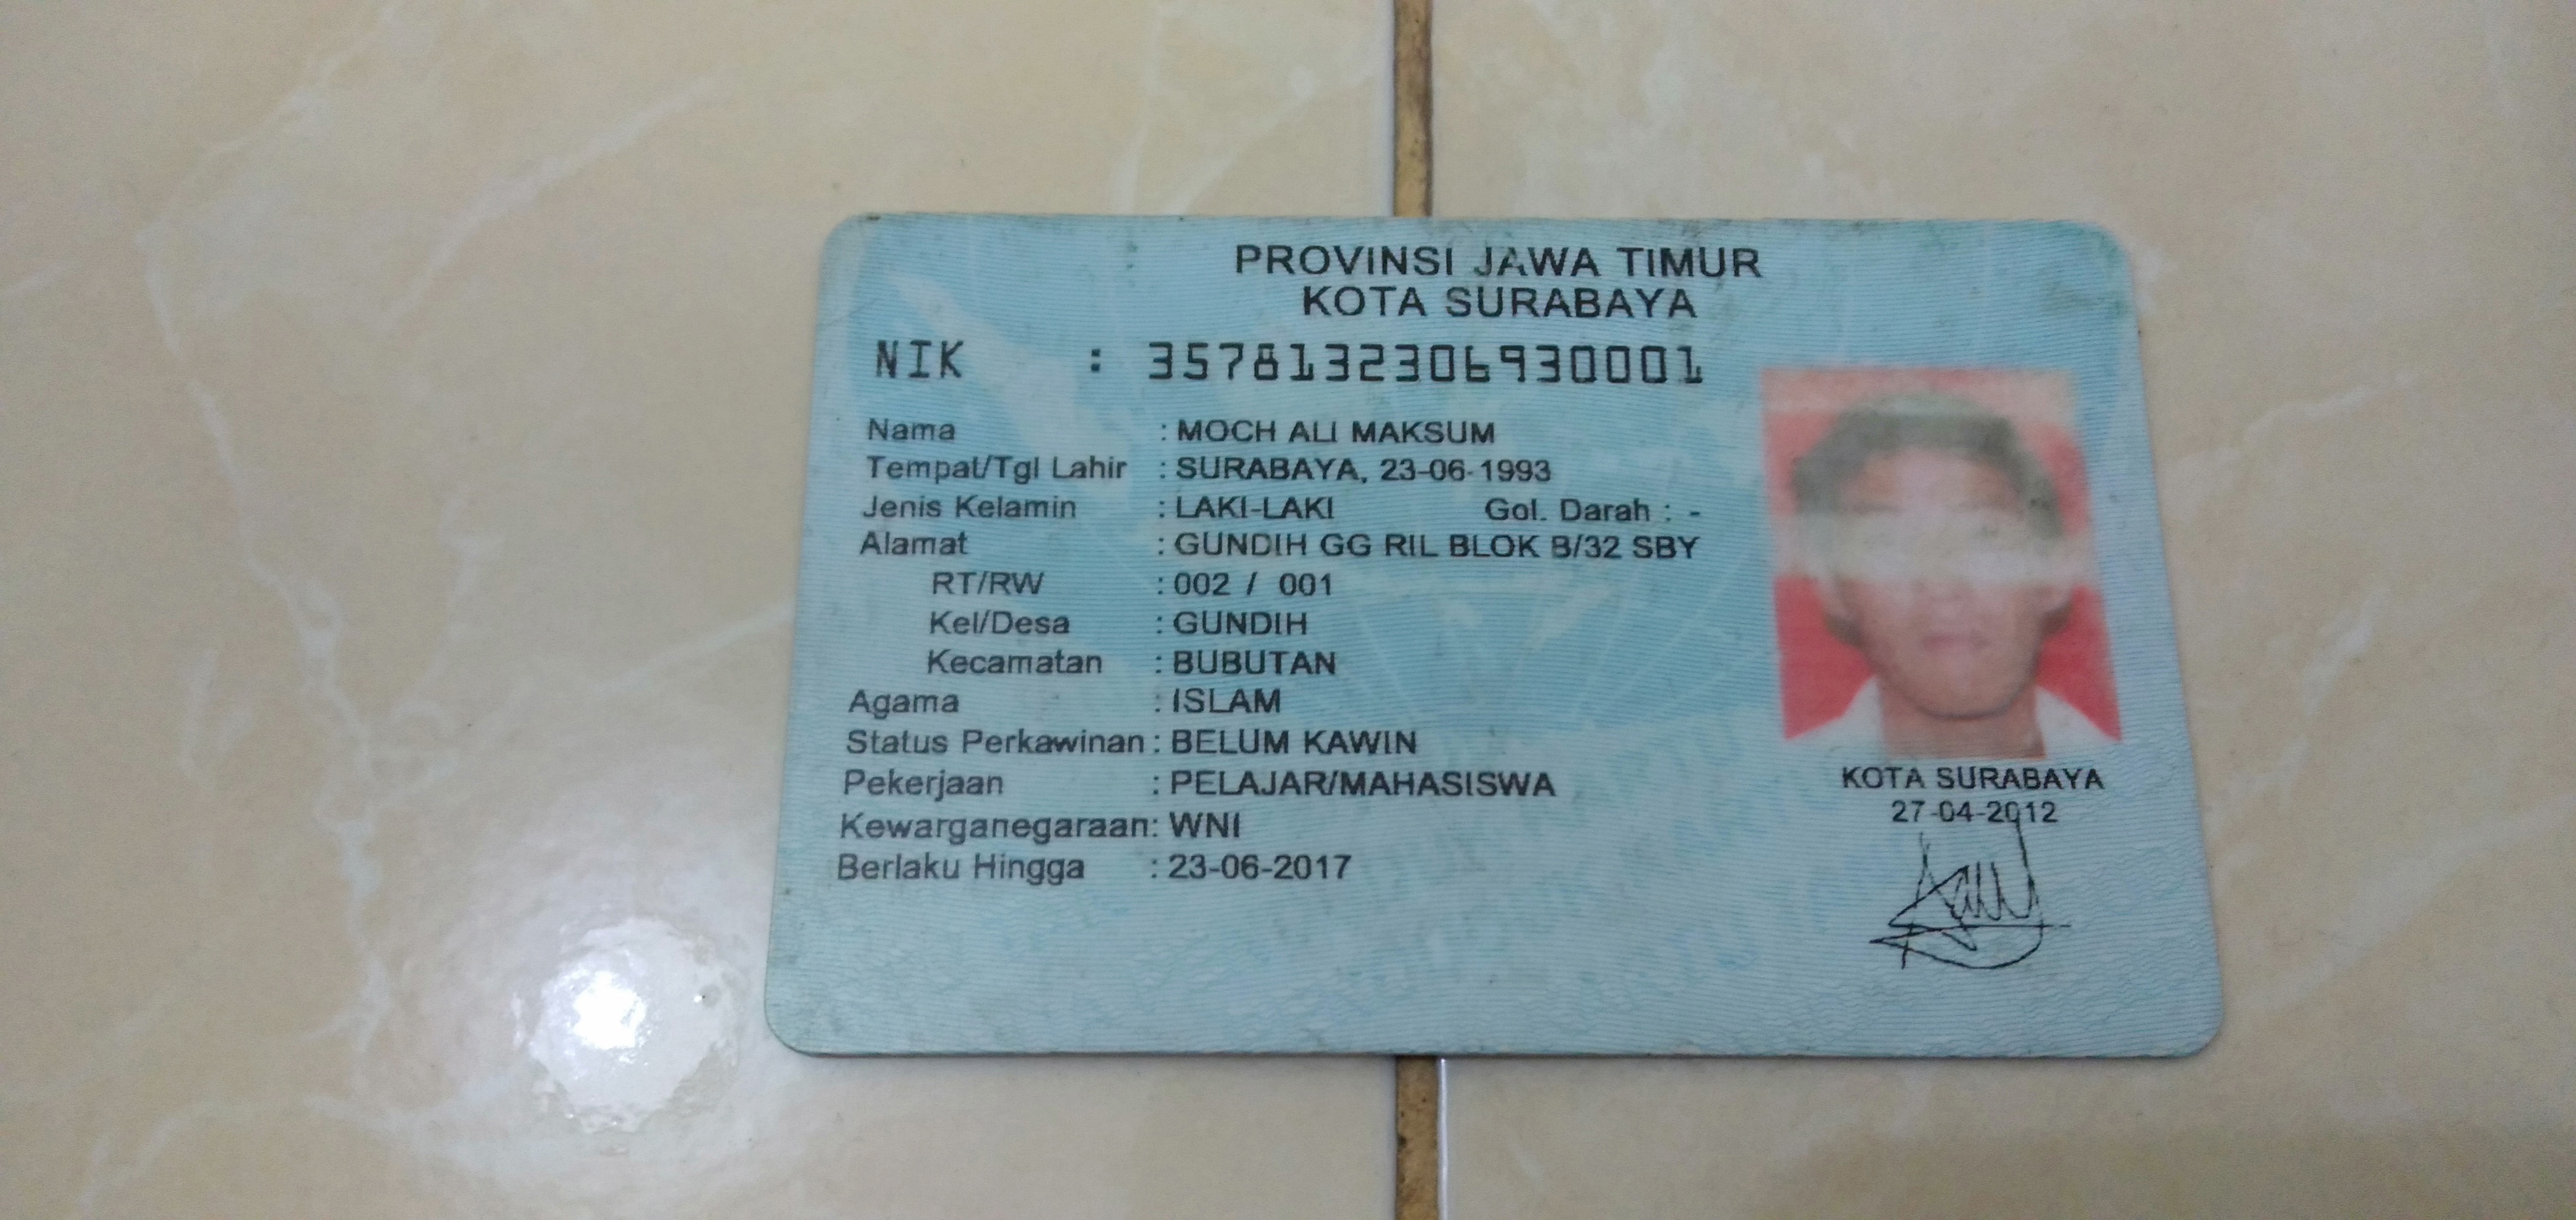 PROVINSI JAWA TIMUR
KOTA SURABAYA
NIK : 3578132306930001
Nama : MOCH ALI MAKSUM
Tempat/Tgl Lahir : SURABAYA, 23-06-1993
Jenis Kelamin : LAKI-LAKI Gol. Darah : -
Alamat : GUNDIH GG RIL BLOK B/32 SBY
RT/RW : 002 / 001
Kel/Desa : GUNDIH
Kecamatan : BUBUTAN
Agama : ISLAM
Status Perkawinan : BELUM KAWIN
Pekerjaan : PELAJAR/MAHASISWA
Kewarganegaraan: WNI
Berlaku Hingga : 23-06-2017
KOTA SURABAYA
27-04-2012